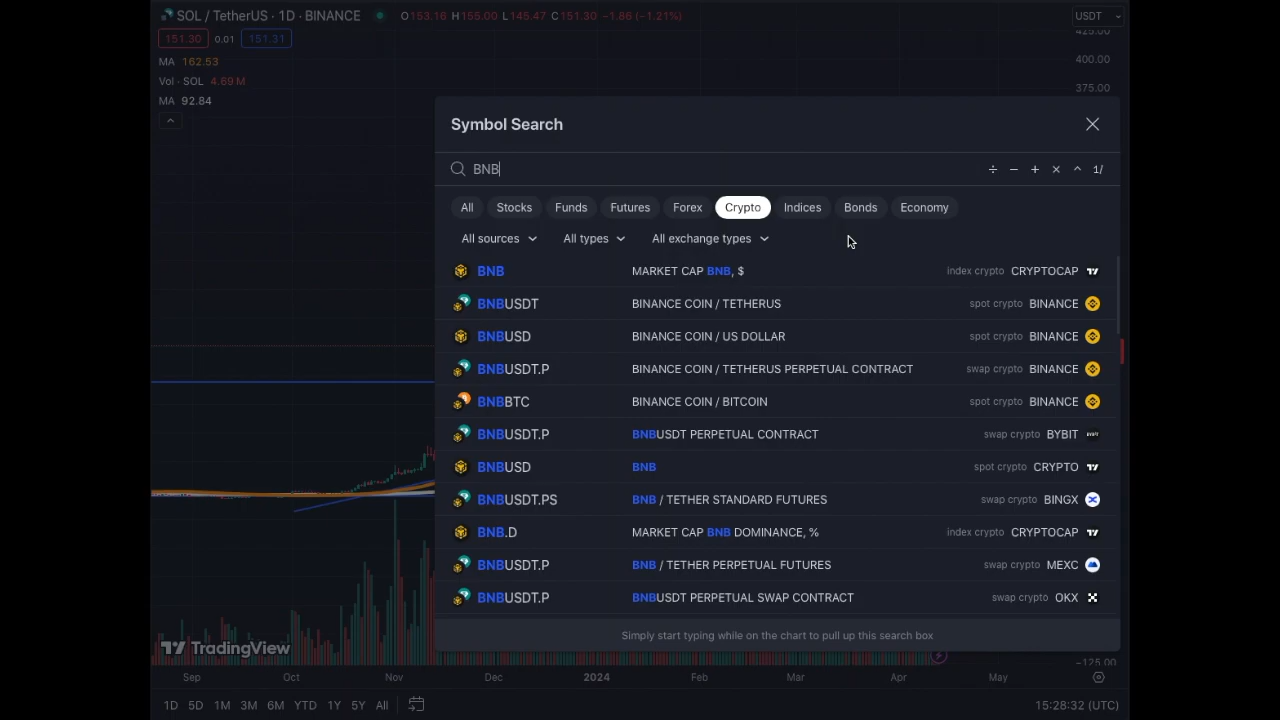 SOL / TetherUS · 1D · BINANCE O153.16 H155.00 L145.47 C151.30 −1.86 (−1.21%) USDT
151.30 0.01 151.31
425.00
MA 162.53
400.00
Vol · SOL 4.69 M
375.00
MA 92.84
Symbol Search
BNB ÷ − + × ^ 1/
All Stocks Funds Futures Forex Crypto Indices Bonds Economy
All sources All types All exchange types
BNB MARKET CAP BNB, $ index crypto CRYPTOCAP
BNBUSDT BINANCE COIN / TETHERUS spot crypto BINANCE
BNBUSD BINANCE COIN / US DOLLAR spot crypto BINANCE
BNBUSDT.P BINANCE COIN / TETHERUS PERPETUAL CONTRACT swap crypto BINANCE
BNBBTC BINANCE COIN / BITCOIN spot crypto BINANCE
BNBUSDT.P BNBUSDT PERPETUAL CONTRACT swap crypto BYBIT
BNBUSD BNB spot crypto CRYPTO
BNBUSDT.PS BNB / TETHER STANDARD FUTURES swap crypto BINGX
BNB.D MARKET CAP BNB DOMINANCE, % index crypto CRYPTOCAP
BNBUSDT.P BNB / TETHER PERPETUAL FUTURES swap crypto MEXC
BNBUSDT.P BNBUSDT PERPETUAL SWAP CONTRACT swap crypto OKX
Simply start typing while on the chart to pull up this search box
TradingView
−125.00
Sep Oct Nov Dec 2024 Feb Mar Apr May
1D 5D 1M 3M 6M YTD 1Y 5Y All 15:28:32 (UTC)